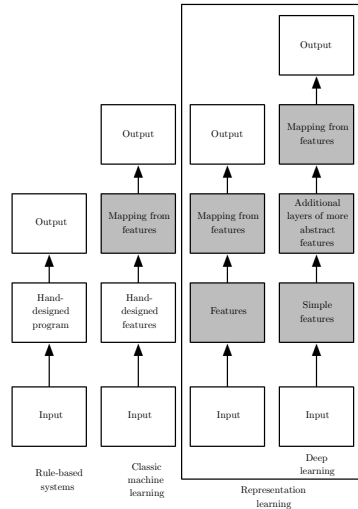 Output
Output
Output
Mapping from
features
Output
Mapping from
features
Mapping from
features
Additional
layers of more
abstract
features
Hand-
designed
program
Hand-
designed
features
Features
Simple
features
Input
Input
Input
Input
Rule-based
systems
Classic
machine
learning
Deep
learning
Representation
learning